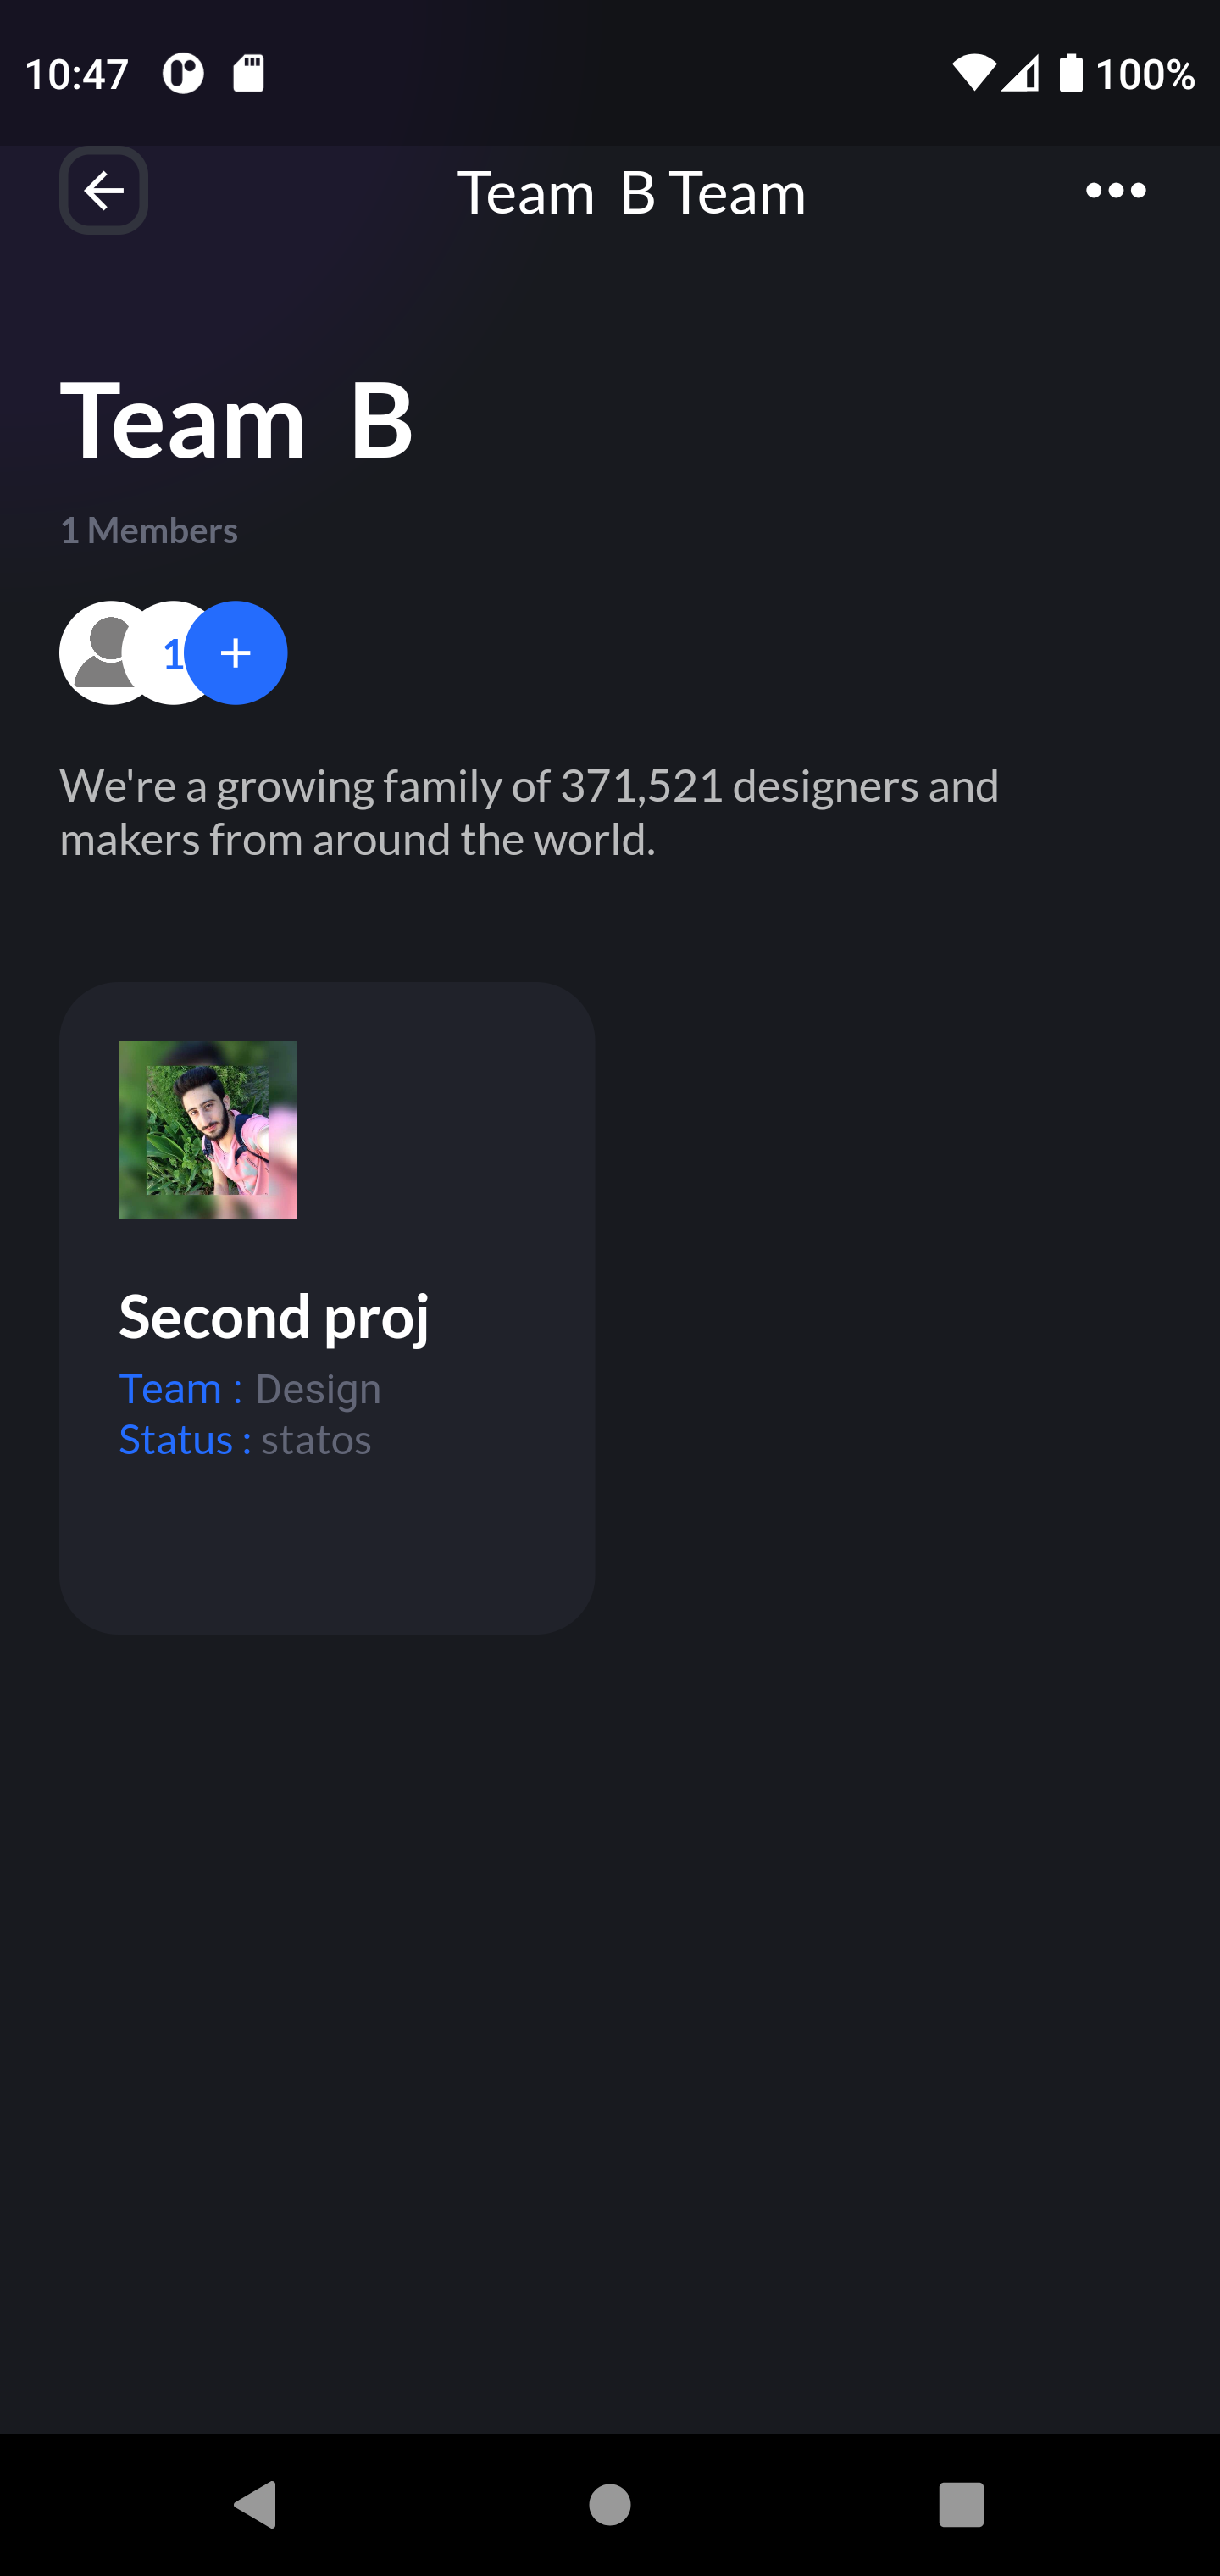 10:47 100%
Team  B Team
Team  B
1 Members
1 +
We're a growing family of 371,521 designers and
makers from around the world.
Second proj
Team : Design
Status : statos